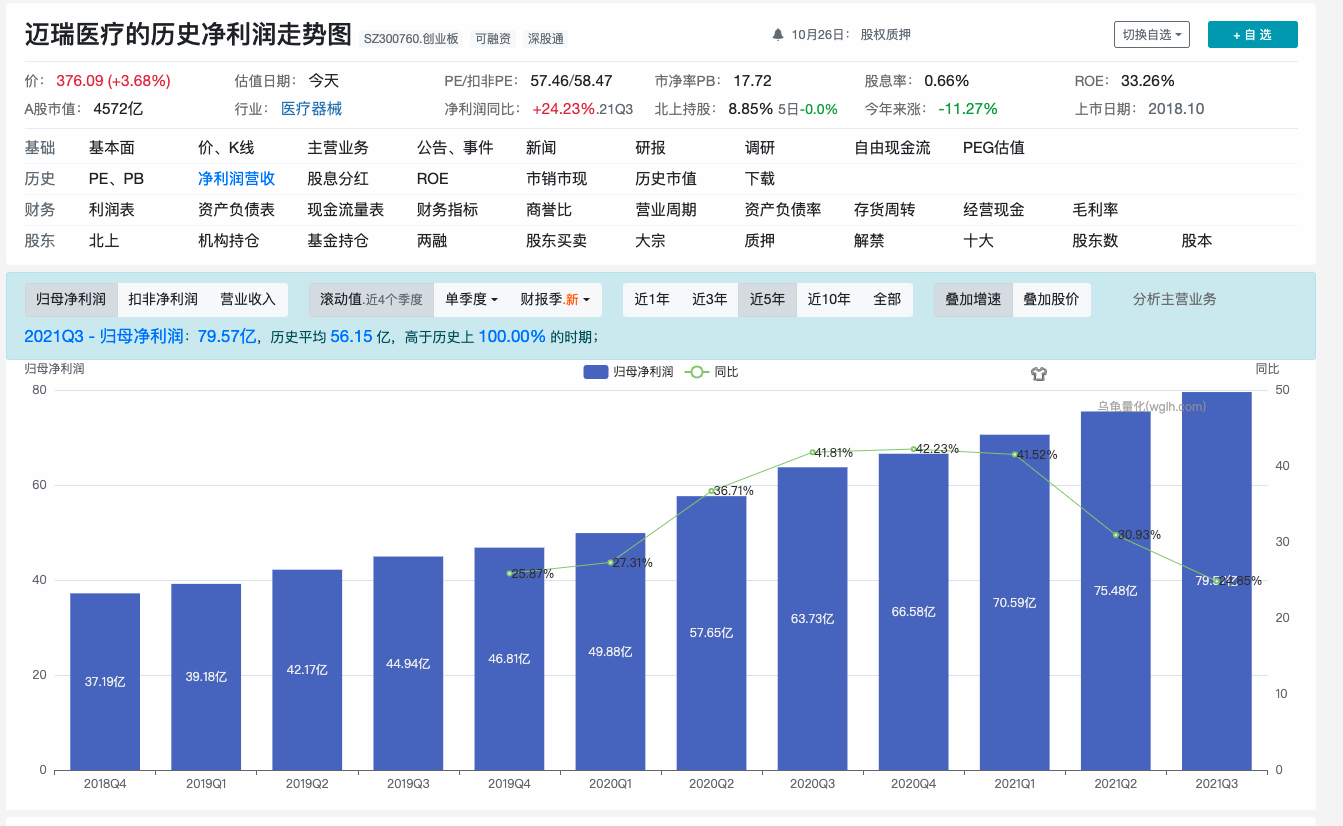 迈瑞医疗的历史净利润走势图 SZ300760.创业板 可融资 深股通 10月26日： 股权质押 切换自选 + 自 选
价： 376.09 (+3.68%) 估值日期： 今天 PE/扣非PE： 57.46/58.47 市净率PB： 17.72 股息率： 0.66% ROE： 33.26%
A股市值： 4572亿 行业： 医疗器械 净利润同比： +24.23%.21Q3 北上持股： 8.85% 5日-0.0% 今年来涨： -11.27% 上市日期： 2018.10
基础 基本面 价、K线 主营业务 公告、事件 新闻 研报 调研 自由现金流 PEG估值
历史 PE、PB 净利润营收 股息分红 ROE 市销市现 历史市值 下载
财务 利润表 资产负债表 现金流量表 财务指标 商誉比 营业周期 资产负债率 存货周转 经营现金 毛利率
股东 北上 机构持仓 基金持仓 两融 股东买卖 大宗 质押 解禁 十大 股东数 股本
归母净利润 扣非净利润 营业收入 滚动值.近4个季度 单季度 财报季.新 近1年 近3年 近5年 近10年 全部 叠加增速 叠加股价 分析主营业务
2021Q3 - 归母净利润：79.57亿，历史平均 56.15 亿，高于历史上 100.00% 的时期；
归母净利润 归母净利润 同比 同比
80 50
乌龟量化(wglh.com)
41.81% 42.23% 41.52%
40
60 36.71%
27.31% 30.93% 30
40 25.87% 24.85%
37.19亿 39.18亿 42.17亿 44.94亿 46.81亿 49.88亿 57.65亿 63.73亿 66.58亿 70.59亿 75.48亿 79.57亿
20
20
10
0 0
2018Q4 2019Q1 2019Q2 2019Q3 2019Q4 2020Q1 2020Q2 2020Q3 2020Q4 2021Q1 2021Q2 2021Q3